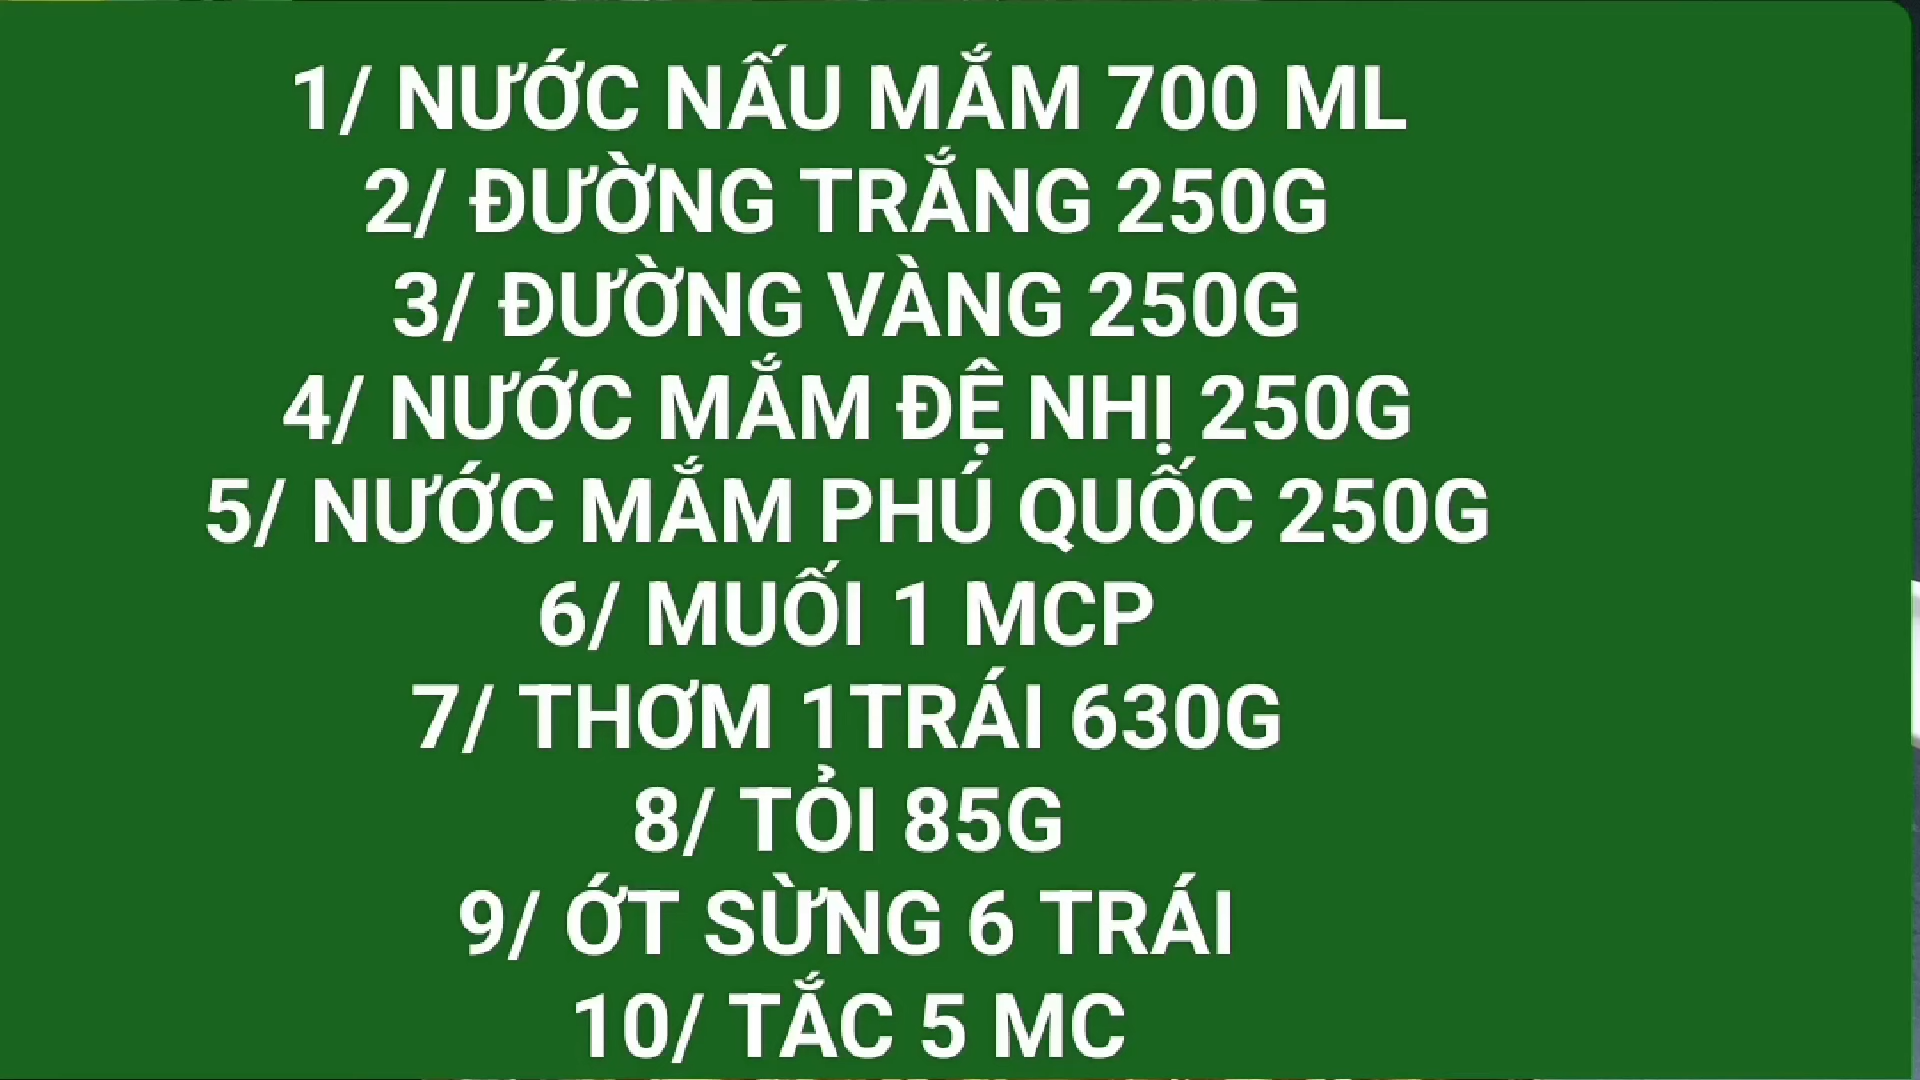 1/ NƯỚC NẤU MẮM 700 ML
2/ ĐƯỜNG TRẮNG 250G
3/ ĐƯỜNG VÀNG 250G
4/ NƯỚC MẮM ĐỆ NHỊ 250G
5/ NƯỚC MẮM PHÚ QUỐC 250G
6/ MUỐI 1 MCP
7/ THƠM 1TRÁI 630G
8/ TỎI 85G
9/ ỚT SỪNG 6 TRÁI
10/ TẮC 5 MC